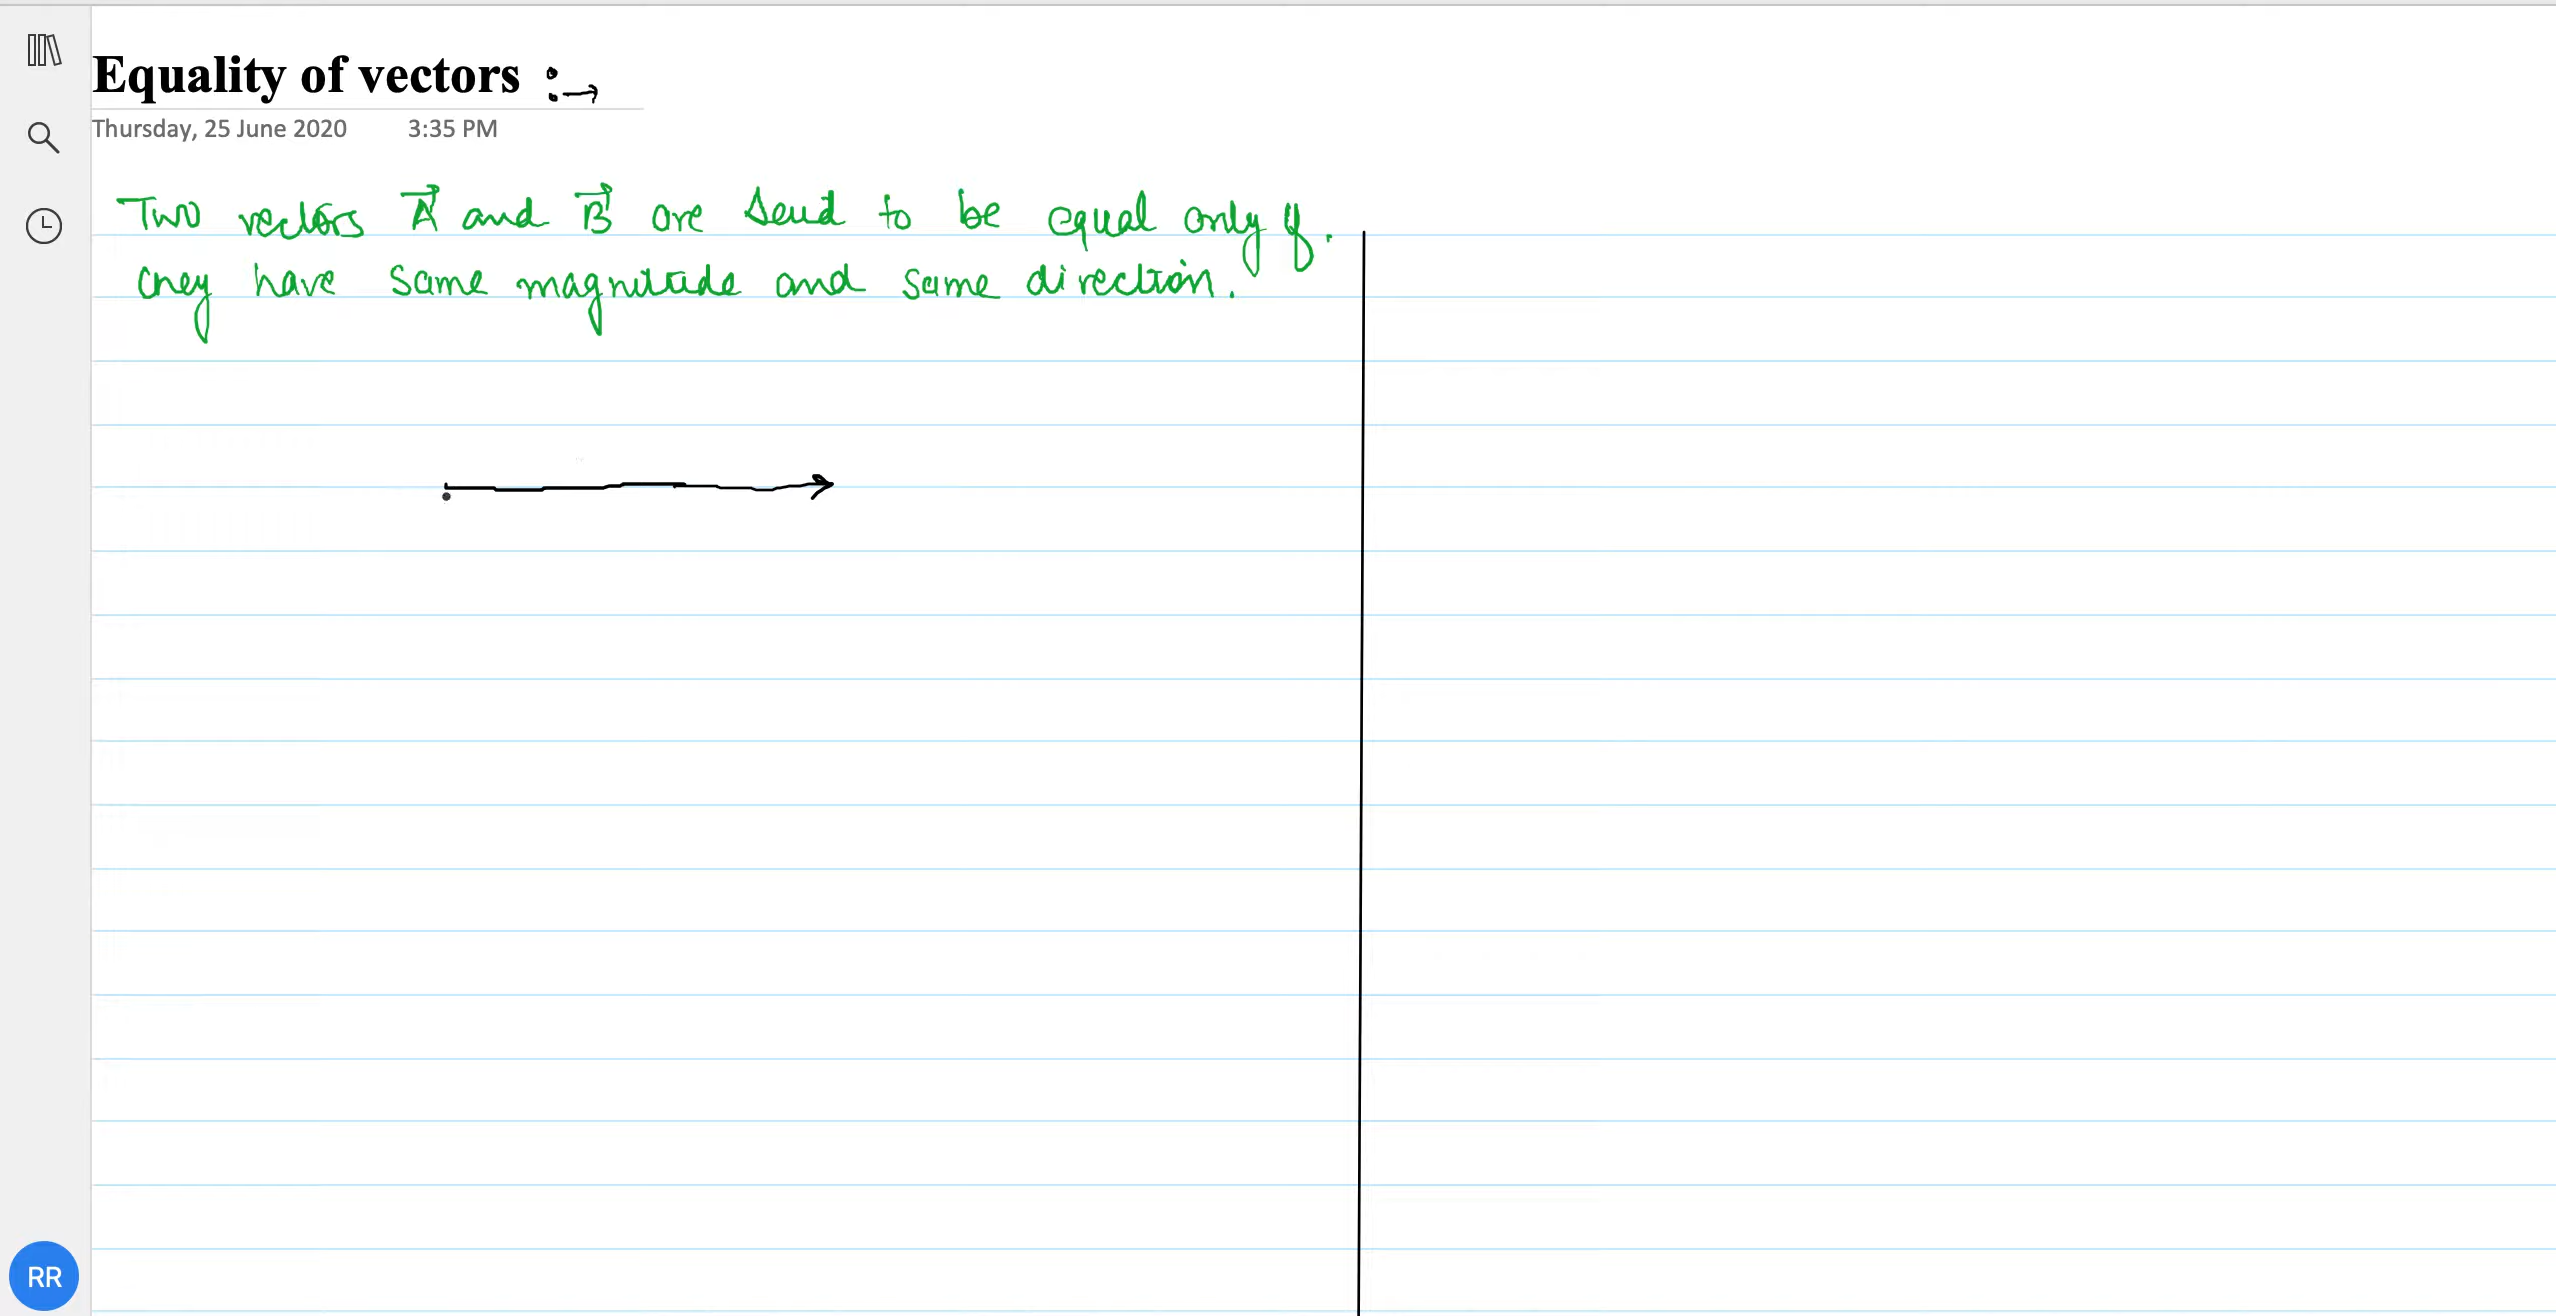 Equality of vectors :→
Thursday, 25 June 2020 3:35 PM
Two vectors A⃗ and B⃗ are said to be equal only if.
they have same magnitude and same direction.
RR